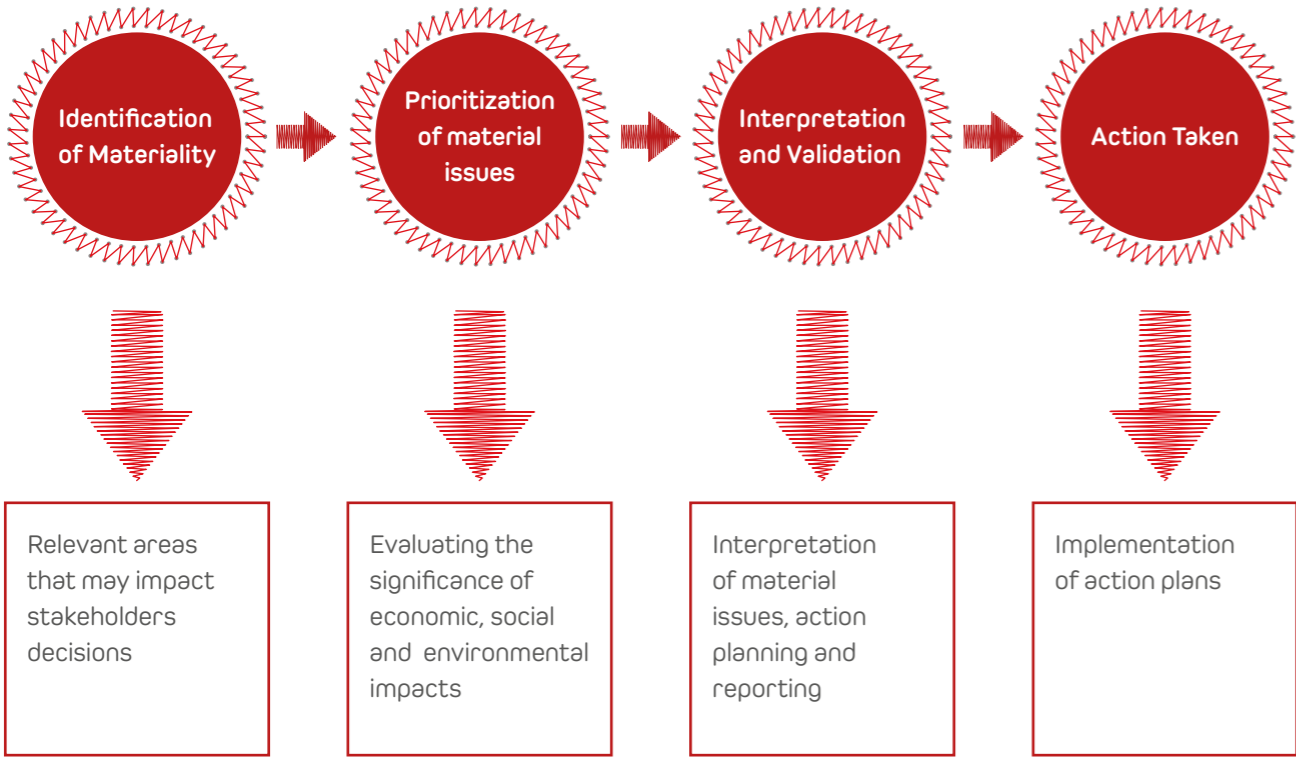 Identification
of Materiality
Prioritization
of material
issues
Interpretation
and Validation
Action Taken
Relevant areas
that may impact
stakeholders
decisions
Evaluating the
significance of
economic, social
and environmental
impacts
Interpretation
of material
issues, action
planning and
reporting
Implementation
of action plans